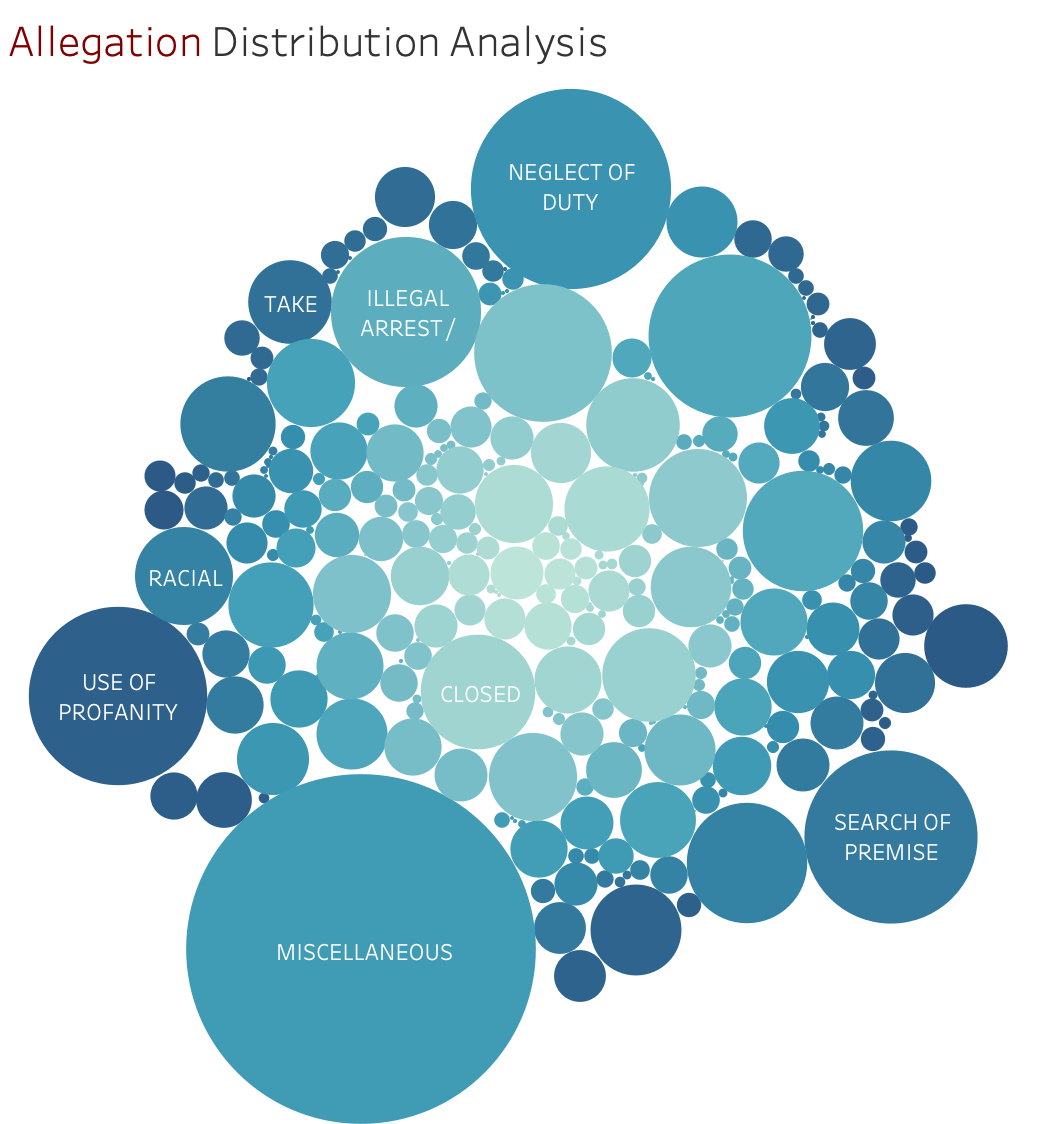 Allegation Distribution Analysis
NEGLECT OF
DUTY
TAKE
ILLEGAL
ARREST /
RACIAL
USE OF
PROFANITY
CLOSED
SEARCH OF
PREMISE
MISCELLANEOUS